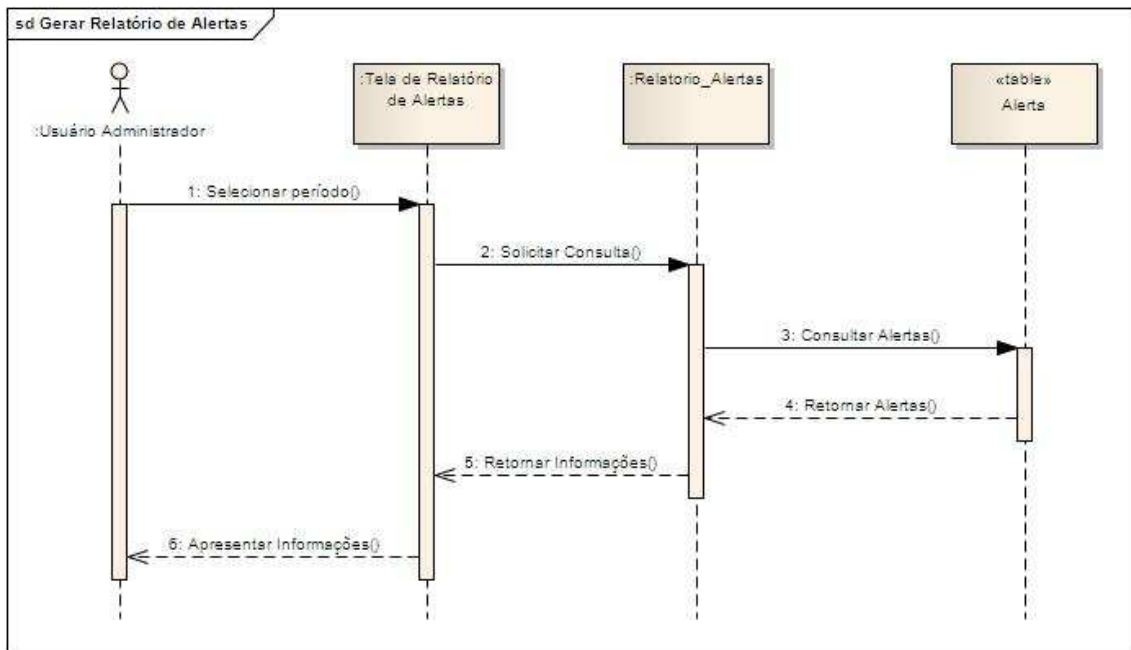 sd Gerar Relatório de Alertas
:Usuário Administrador
:Tela de Relatório
de Alertas
:Relatorio_Alertas
«table»
Alerta
1: Selecionar período()
2: Solicitar Consulta()
3: Consultar Alertas()
4: Retornar Alertas()
5: Retornar Informações()
6: Apresentar Informações()